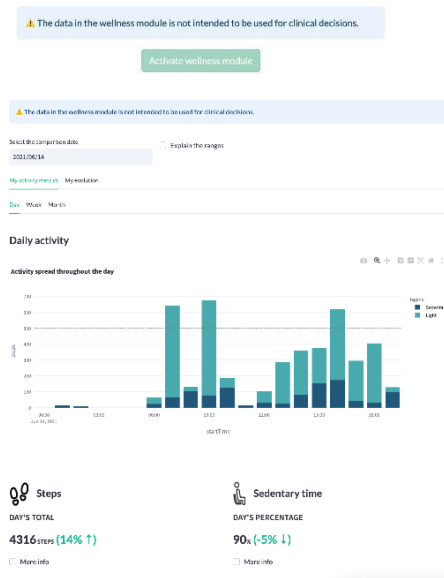 ⚠ The data in the wellness module is not intended to be used for clinical decisions.
Activate wellness module
⚠ The data in the wellness module is not intended to be used for clinical decisions.
Select the comparison date
Explain the ranges
2021/06/14
My activity metrics My evolution
Day Week Month
Daily activity
Activity spread throughout the day
legend
Light
700
600
500
400
300
200
100
0
Jun 14, 2021
startTime
Steps
Sedentary time
DAY'S TOTAL
DAY'S PERCENTAGE
4316 STEPS (14% ↑)
90% (-5% ↓)
More info
More info